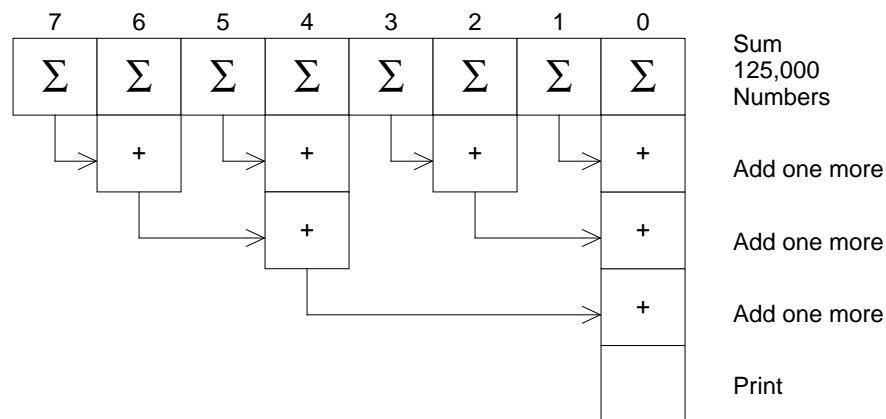 7 6 5 4 3 2 1 0
Σ Σ Σ Σ Σ Σ Σ Σ
Sum
125,000
Numbers
+ + + +
Add one more
+ +
Add one more
+
Add one more
Print